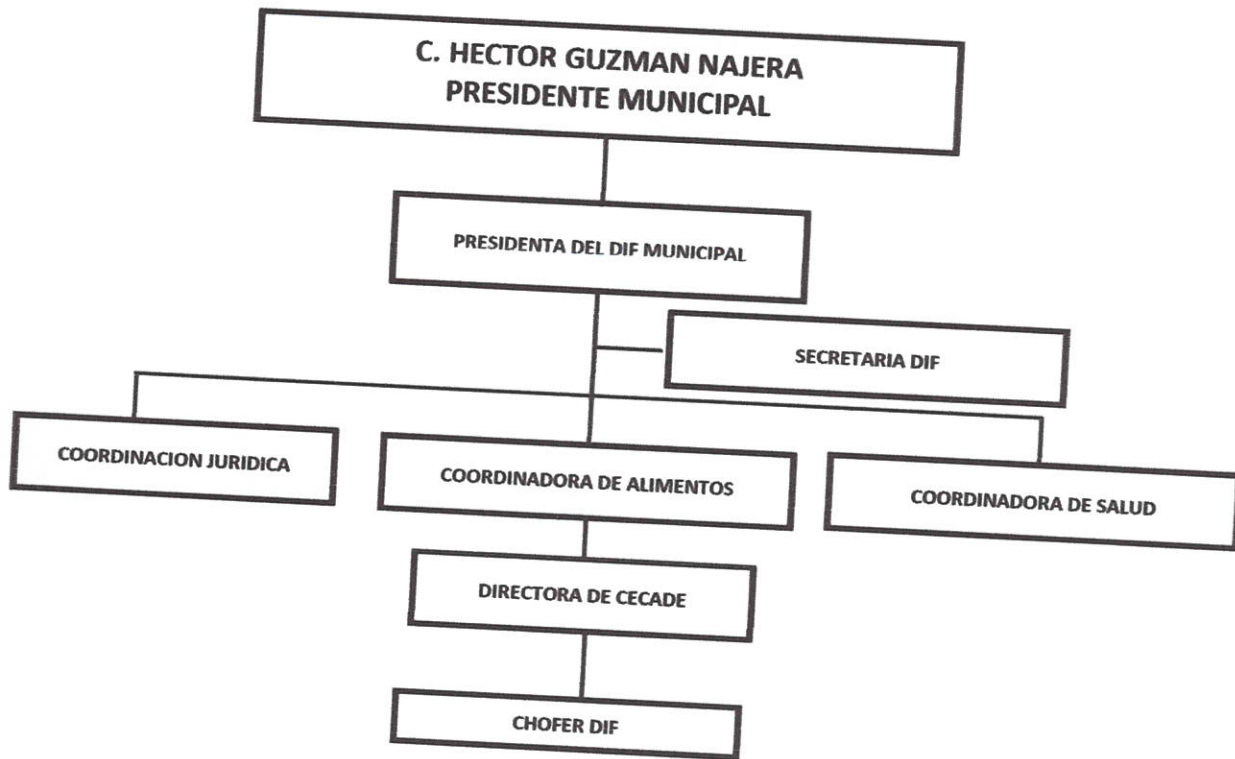 C. HECTOR GUZMAN NAJERA
PRESIDENTE MUNICIPAL
PRESIDENTA DEL DIF MUNICIPAL
SECRETARIA DIF
COORDINACION JURIDICA
COORDINADORA DE ALIMENTOS
COORDINADORA DE SALUD
DIRECTORA DE CECADE
CHOFER DIF